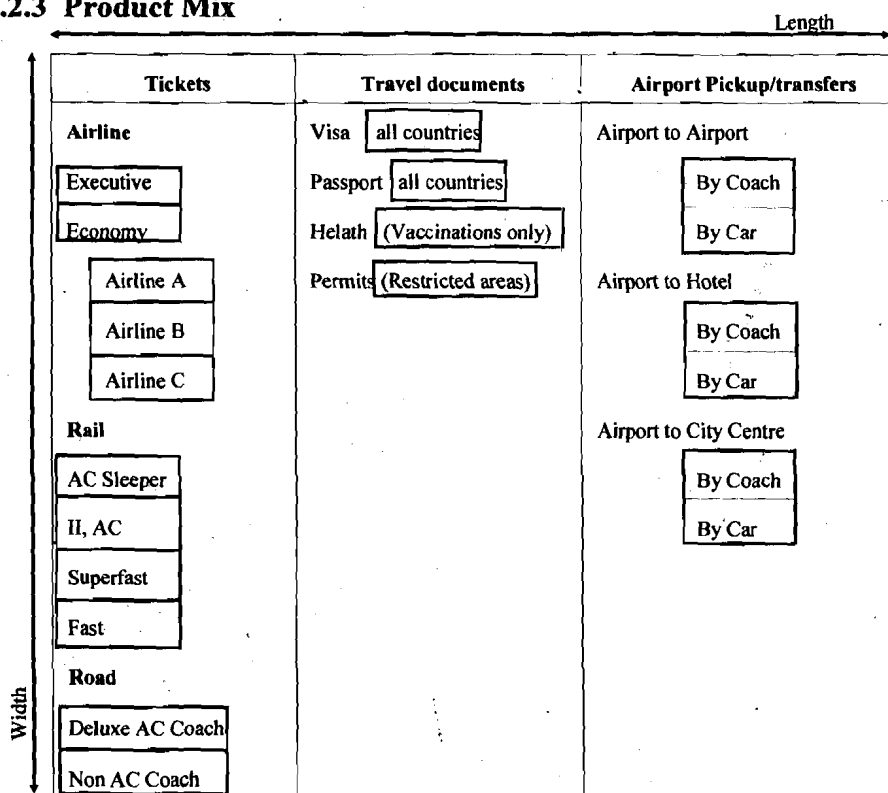 .2.3 Product Mix
Length
Tickets
Travel documents
Airport Pickup/transfers
Airline
Executive
Economy
Airline A
Airline B
Airline C
Rail
AC Sleeper
II, AC
Superfast
Fast
Road
Deluxe AC Coach
Non AC Coach
Visa all countries
Passport all countries
Helath (Vaccinations only)
Permits (Restricted areas)
Airport to Airport
By Coach
By Car
Airport to Hotel
By Coach
By Car
Airport to City Centre
By Coach
By Car
Width